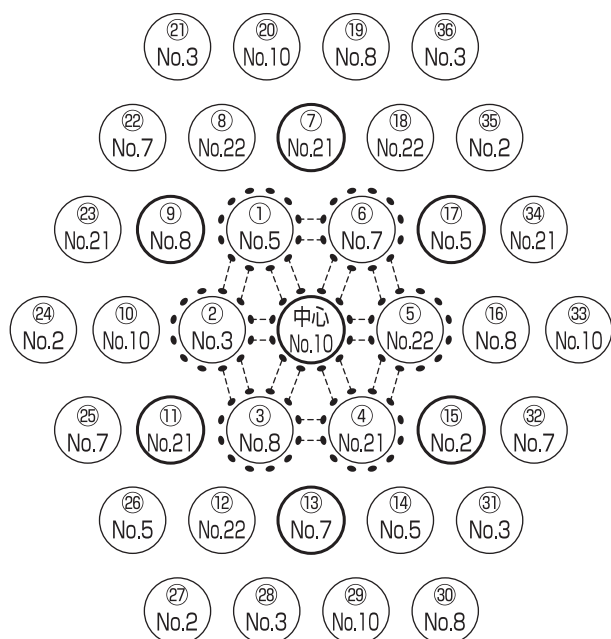 ㉑ ⑳ ⑲ ㊱
No.3 No.10 No.8 No.3
㉒ ⑧ ⑦ ⑱ ㉟
No.7 No.22 No.21 No.22 No.2
㉓ ⑨ ① ⑥ ⑰ ㉞
No.21 No.8 No.5 No.7 No.5 No.21
㉔ ⑩ ② 中心 ⑤ ⑯ ㉝
No.2 No.10 No.3 No.10 No.22 No.8 No.10
㉕ ⑪ ③ ④ ⑮ ㉜
No.7 No.21 No.8 No.21 No.2 No.7
㉖ ⑫ ⑬ ⑭ ㉛
No.5 No.22 No.7 No.5 No.3
㉗ ㉘ ㉙ ㉚
No.2 No.3 No.10 No.8